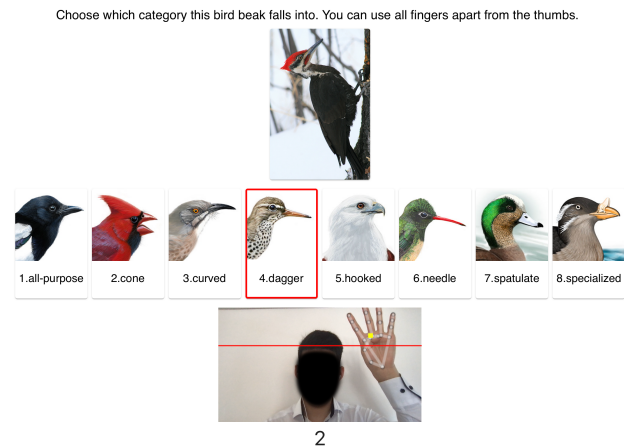 Choose which category this bird beak falls into. You can use all fingers apart from the thumbs.
1.all-purpose 2.cone 3.curved 4.dagger 5.hooked 6.needle 7.spatulate 8.specialized
2